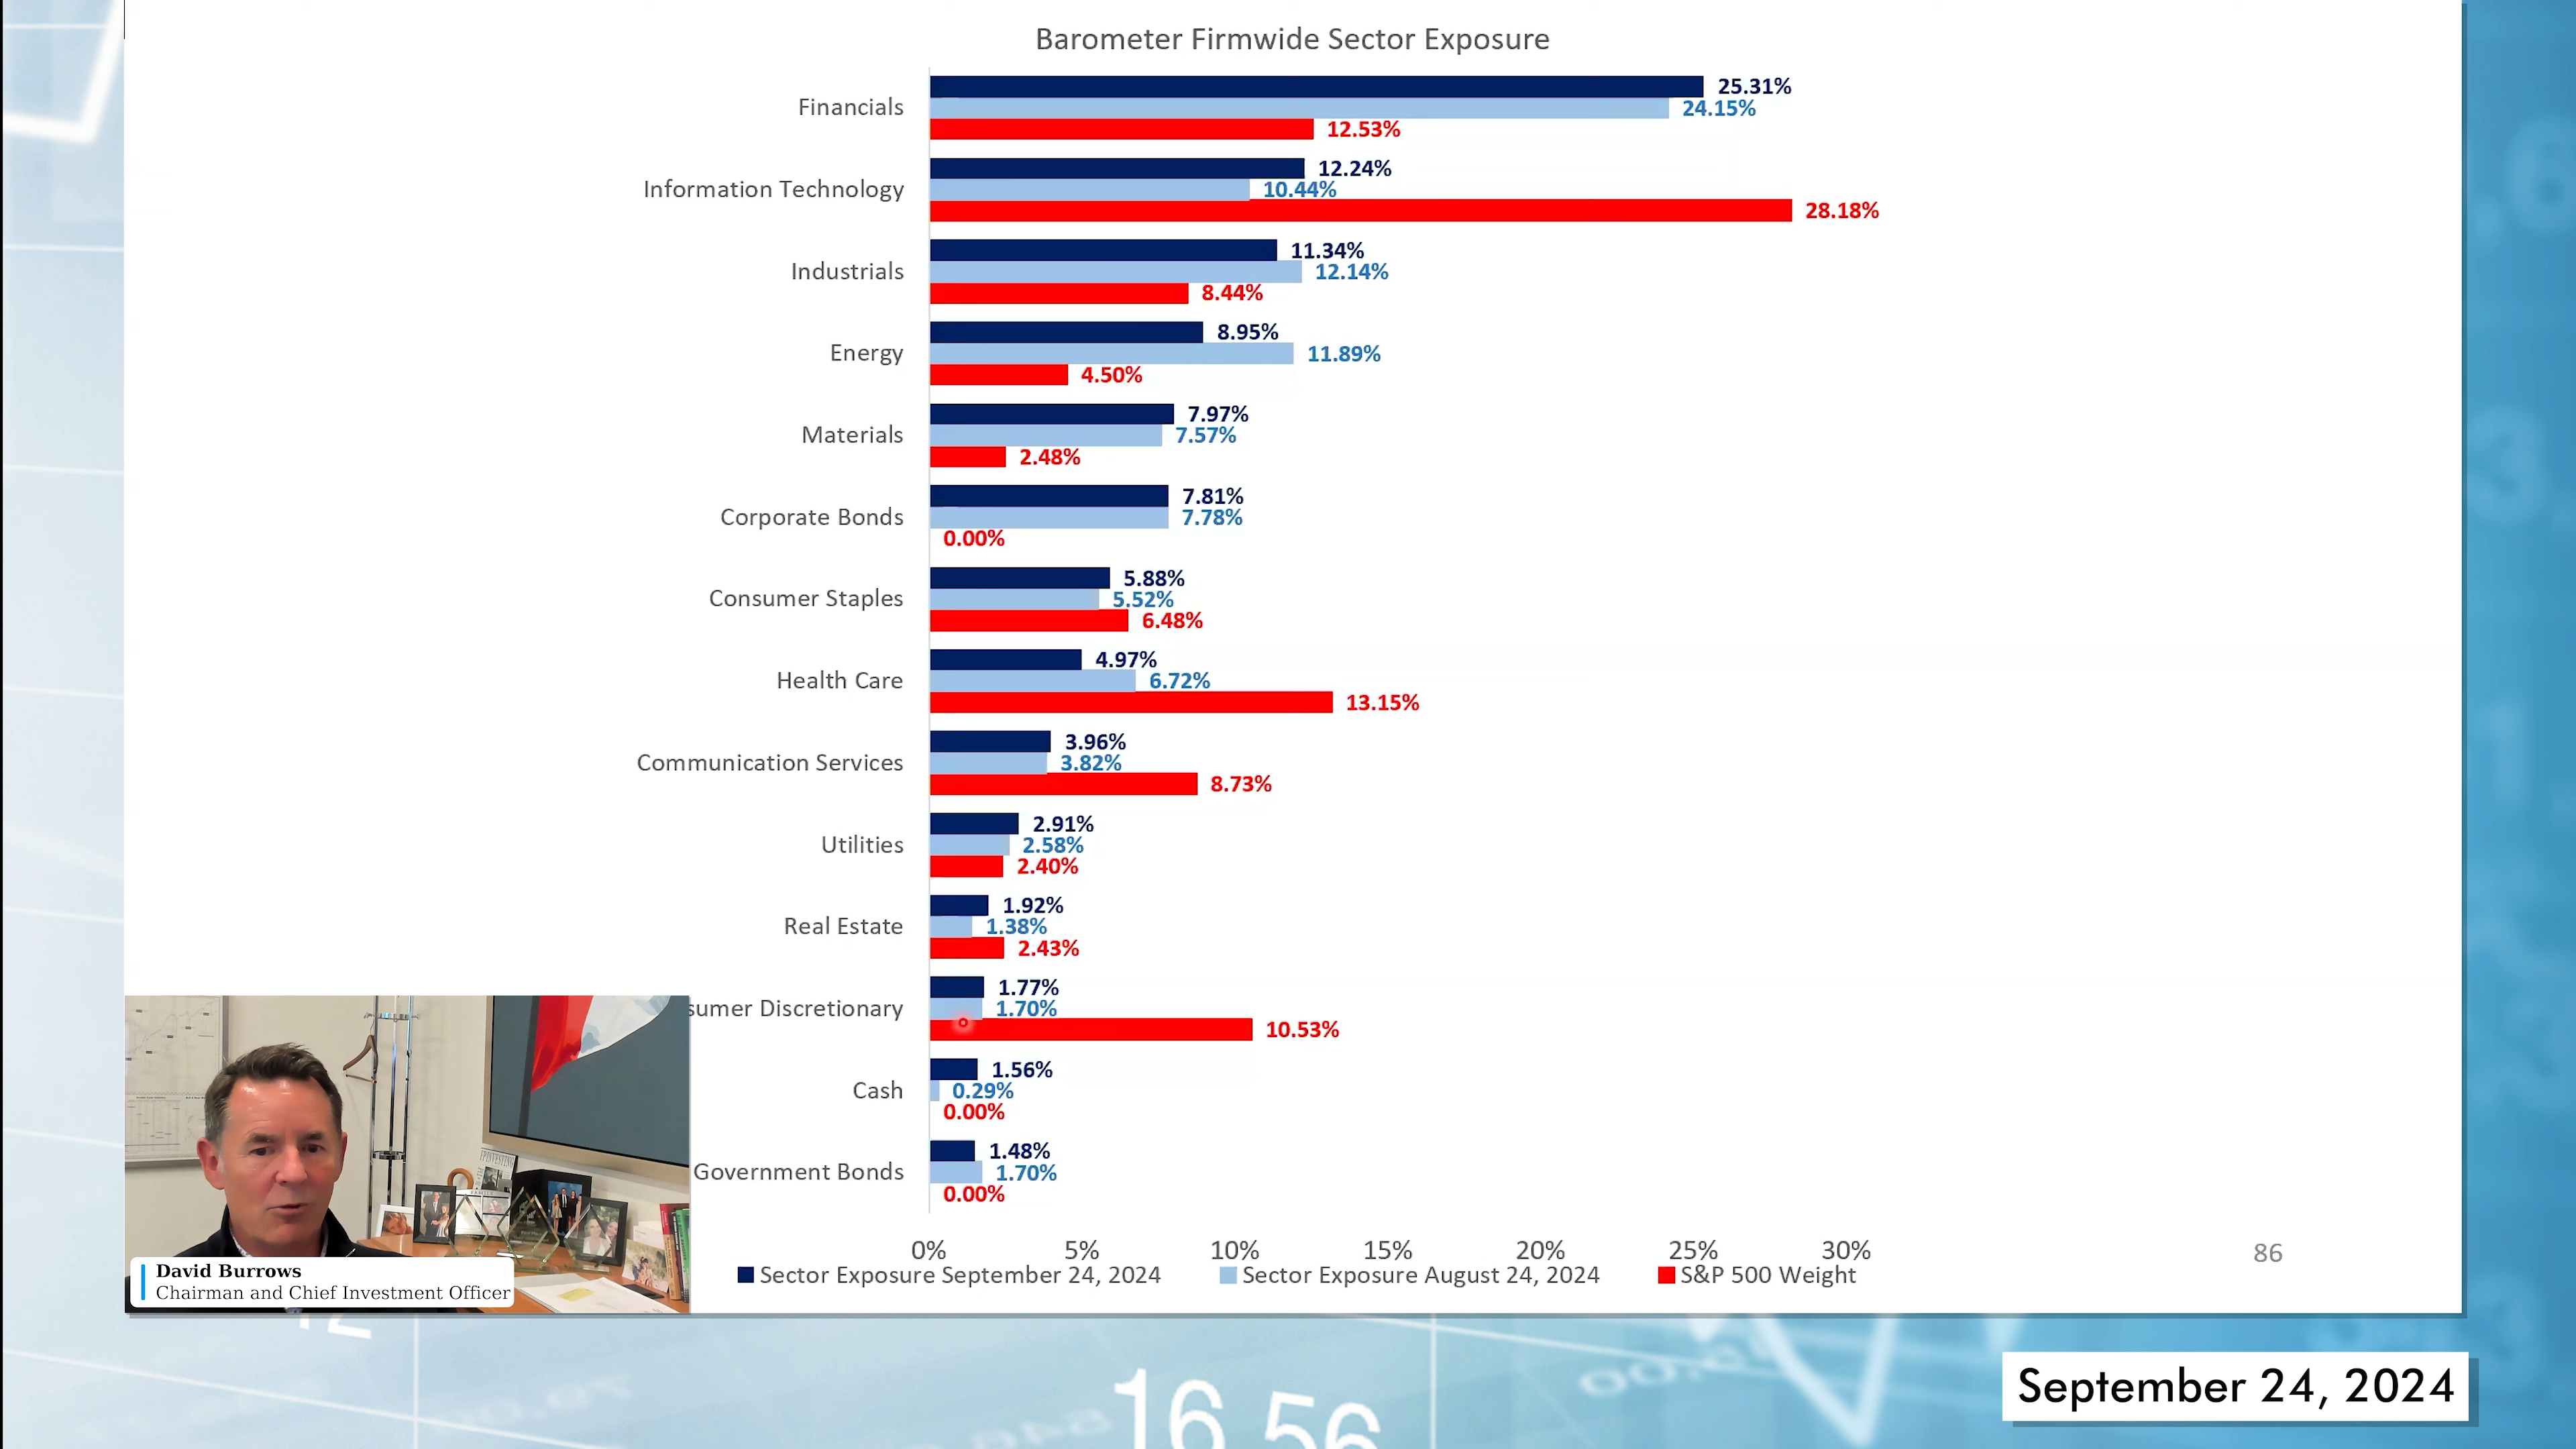 Barometer Firmwide Sector Exposure
Financials
25.31%
24.15%
12.53%
Information Technology
12.24%
10.44%
28.18%
Industrials
11.34%
12.14%
8.44%
Energy
8.95%
11.89%
4.50%
Materials
7.97%
7.57%
2.48%
Corporate Bonds
7.81%
7.78%
0.00%
Consumer Staples
5.88%
5.52%
6.48%
Health Care
4.97%
6.72%
13.15%
Communication Services
3.96%
3.82%
8.73%
Utilities
2.91%
2.58%
2.40%
Real Estate
1.92%
1.38%
2.43%
sumer Discretionary
1.77%
1.70%
10.53%
Cash
1.56%
0.29%
0.00%
Government Bonds
1.48%
1.70%
0.00%
0% 5% 10% 15% 20% 25% 30%
Sector Exposure September 24, 2024 Sector Exposure August 24, 2024 S&P 500 Weight
86
David Burrows
Chairman and Chief Investment Officer
16.56
September 24, 2024